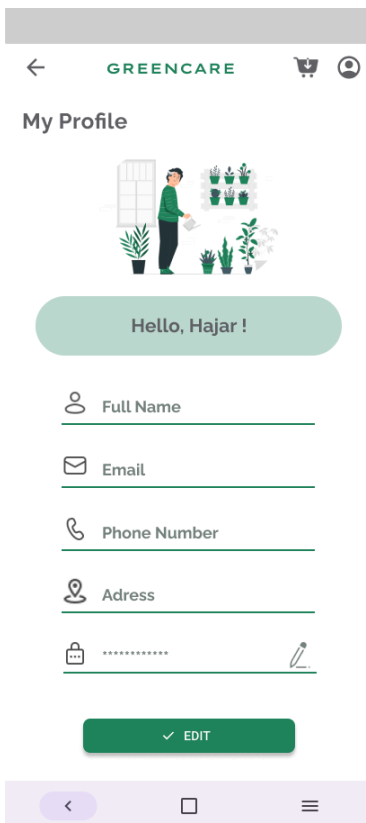 GREENCARE
My Profile
Hello, Hajar !
Full Name
Email
Phone Number
Adress
************
EDIT